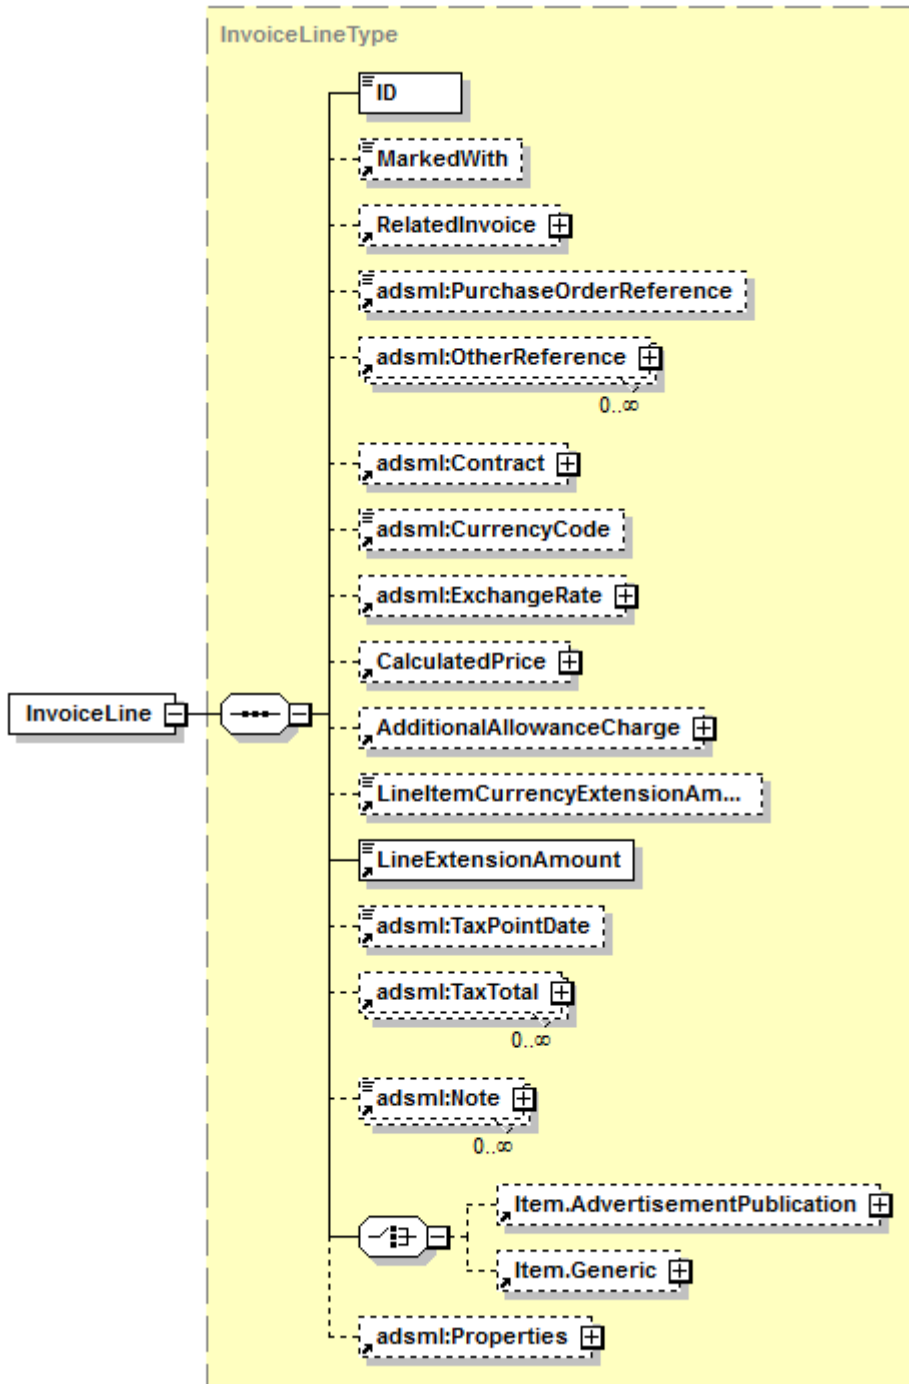 InvoiceLineType
ID
MarkedWith
RelatedInvoice
adsml:PurchaseOrderReference
adsml:OtherReference
0..∞
adsml:Contract
adsml:CurrencyCode
adsml:ExchangeRate
CalculatedPrice
InvoiceLine
AdditionalAllowanceCharge
LineItemCurrencyExtensionAm...
LineExtensionAmount
adsml:TaxPointDate
adsml:TaxTotal
0..∞
adsml:Note
0..∞
Item.AdvertisementPublication
Item.Generic
adsml:Properties